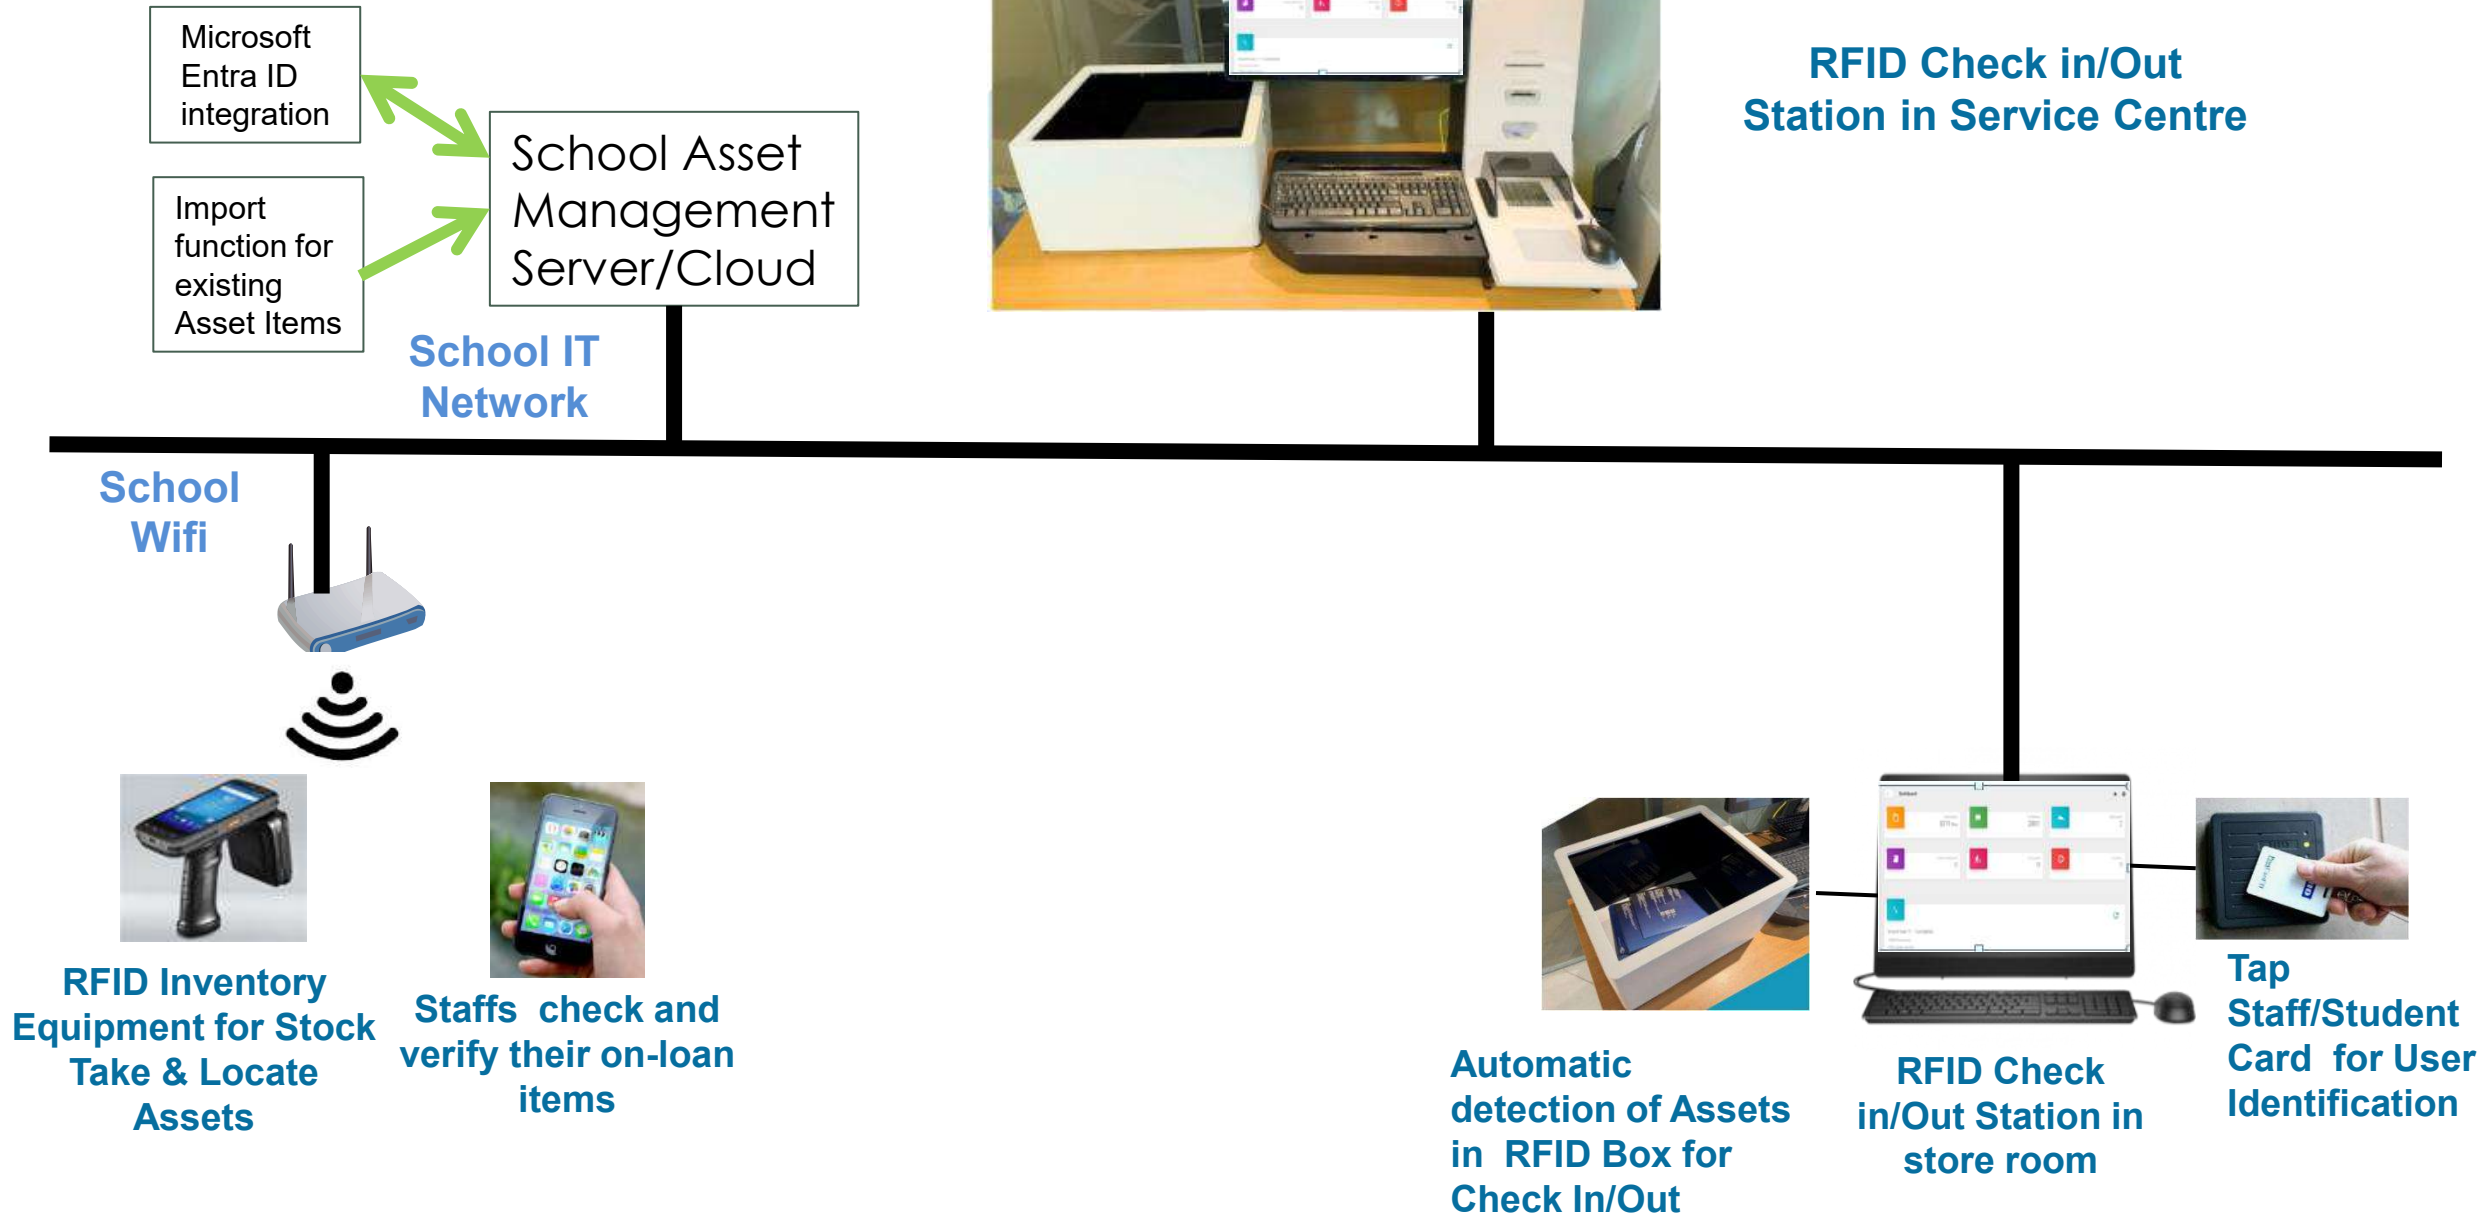 Microsoft
Entra ID
integration
Import
function for
existing
Asset Items
School Asset
Management
Server/Cloud
RFID Check in/Out
Station in Service Centre
School IT
Network
School
Wifi
RFID Inventory
Equipment for Stock
Take & Locate
Assets
Staffs check and
verify their on-loan
items
Automatic
detection of Assets
in RFID Box for
Check In/Out
RFID Check
in/Out Station in
store room
Tap
Staff/Student
Card for User
Identification